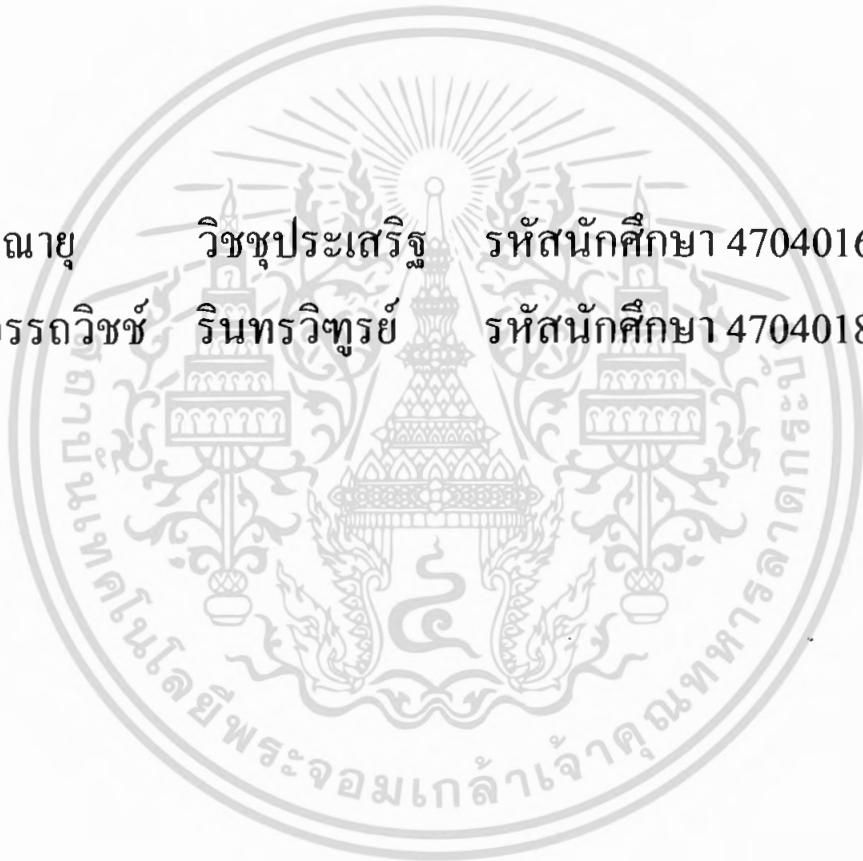 ณายุ วิชชุประเสริฐ รหัสนักศึกษา 4704016
รรถวิชช์ รินทรวิฑูรย์ รหัสนักศึกษา 4704018
สถาบันเทคโนโลยีพระจอมเกล้าเจ้าคุณทหารลาดกระบัง